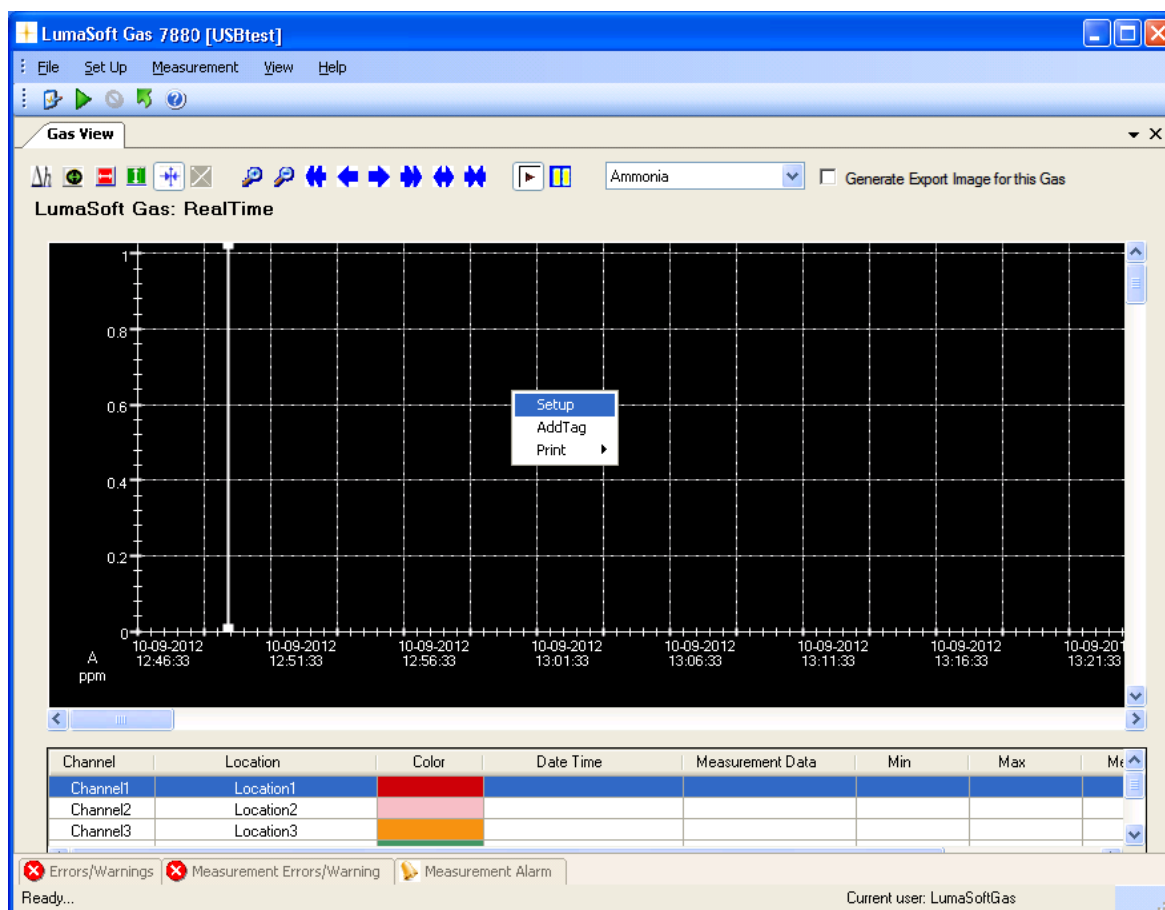 LumaSoft Gas 7880 [USBtest]
File Set Up Measurement View Help
Gas View
Ammonia Generate Export Image for this Gas
LumaSoft Gas: RealTime
1
0.8
0.6
0.4
0.2
0
Setup
AddTag
Print
10-09-2012 10-09-2012 10-09-2012 10-09-2012 10-09-2012 10-09-2012 10-09-2012 10-09-201
12:46:33 12:51:33 12:56:33 13:01:33 13:06:33 13:11:33 13:16:33 13:21:33
A
ppm
Channel Location Color Date Time Measurement Data Min Max Me
Channel1 Location1
Channel2 Location2
Channel3 Location3
Errors/Warnings Measurement Errors/Warning Measurement Alarm
Ready... Current user: LumaSoftGas